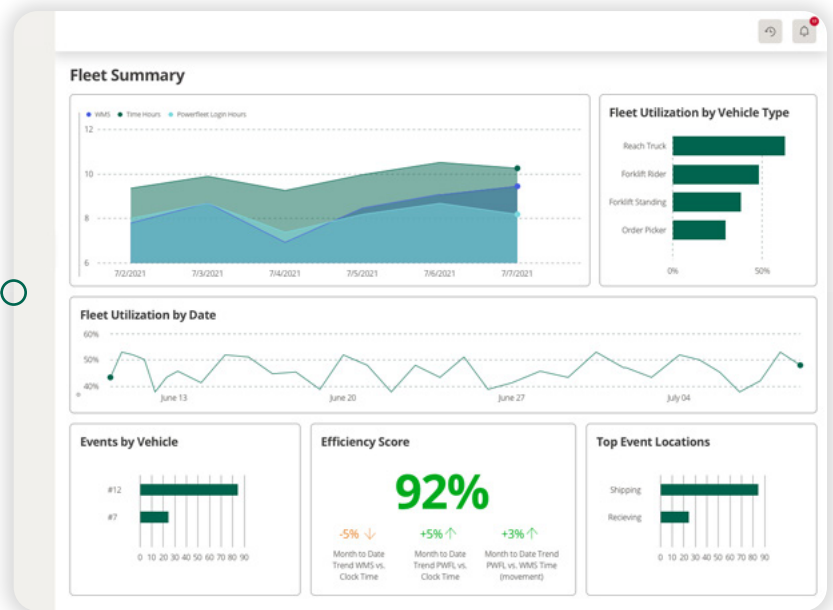 Fleet Summary
WMS Time Hours Powerfleet Login Hours
12
10
8
6
7/2/2021 7/3/2021 7/4/2021 7/5/2021 7/6/2021 7/7/2021
Fleet Utilization by Vehicle Type
Reach Truck
Forklift Rider
Forklift Standing
Order Picker
0% 50%
Fleet Utilization by Date
60%
50%
40%
June 13 June 20 June 27 July 04
Events by Vehicle
#12
#7
0 10 20 30 40 50 60 70 80 90
Efficiency Score
92%
-5% ↓ +5% ↑ +3% ↑
Month to Date Month to Date Month to Date Trend
Trend WMS vs. Trend PWFL vs. PWFL vs. WMS Time
Clock Time Clock Time (movement)
Top Event Locations
Shipping
Recieving
0 10 20 30 40 50 60 70 80 90